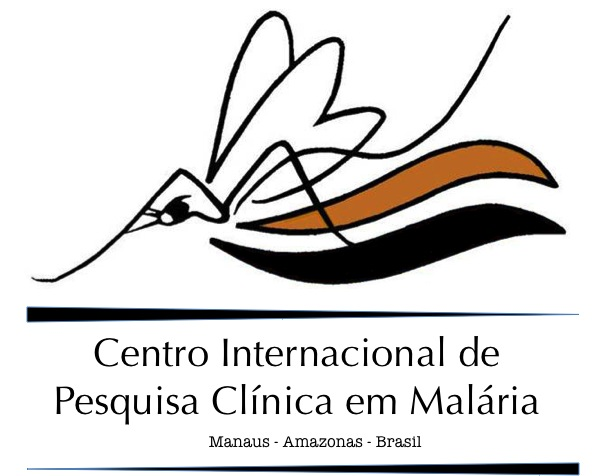 Centro Internacional de
Pesquisa Clínica em Malária
Manaus - Amazonas - Brasil